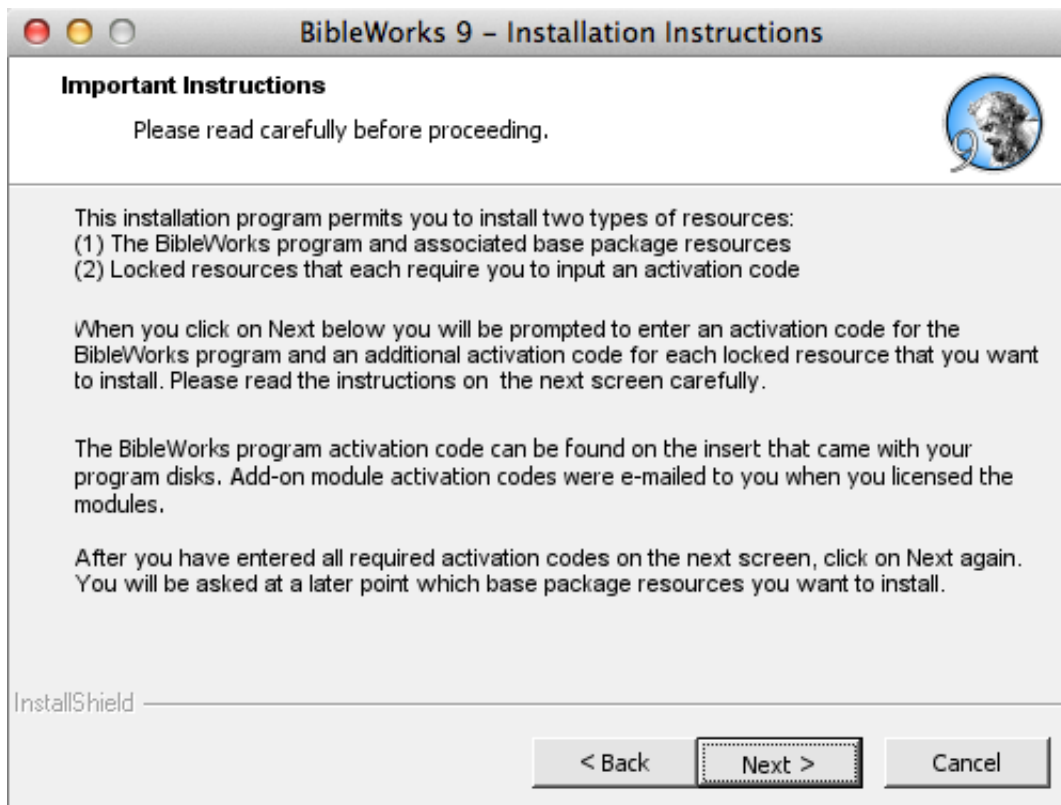 BibleWorks 9 – Installation Instructions
Important Instructions
Please read carefully before proceeding.
9
This installation program permits you to install two types of resources:
(1) The BibleWorks program and associated base package resources
(2) Locked resources that each require you to input an activation code
When you click on Next below you will be prompted to enter an activation code for the
BibleWorks program and an additional activation code for each locked resource that you want
to install. Please read the instructions on  the next screen carefully.
The BibleWorks program activation code can be found on the insert that came with your
program disks. Add-on module activation codes were e-mailed to you when you licensed the
modules.
After you have entered all required activation codes on the next screen, click on Next again.
You will be asked at a later point which base package resources you want to install.
InstallShield
< Back Next > Cancel